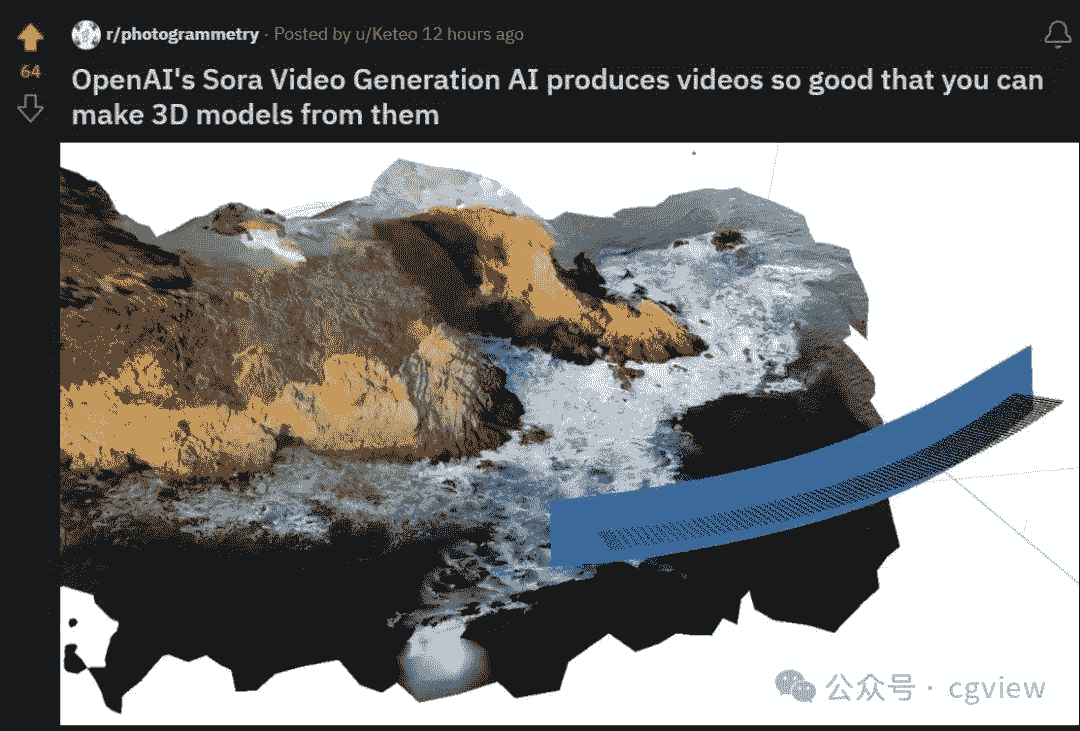 r/photogrammetry · Posted by u/Keteo 12 hours ago
64
OpenAI's Sora Video Generation AI produces videos so good that you can
make 3D models from them
公众号 · cgview